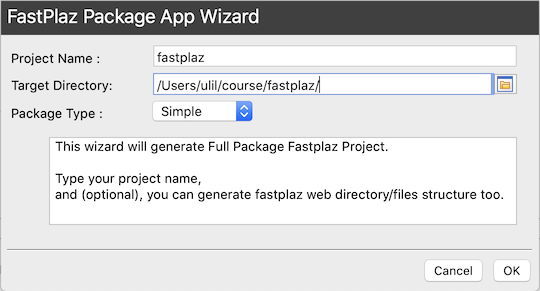 FastPlaz Package App Wizard
Project Name : fastplaz
Target Directory: /Users/ulil/course/fastplaz/
Package Type : Simple
This wizard will generate Full Package Fastplaz Project.
Type your project name,
and (optional), you can generate fastplaz web directory/files structure too.
Cancel OK